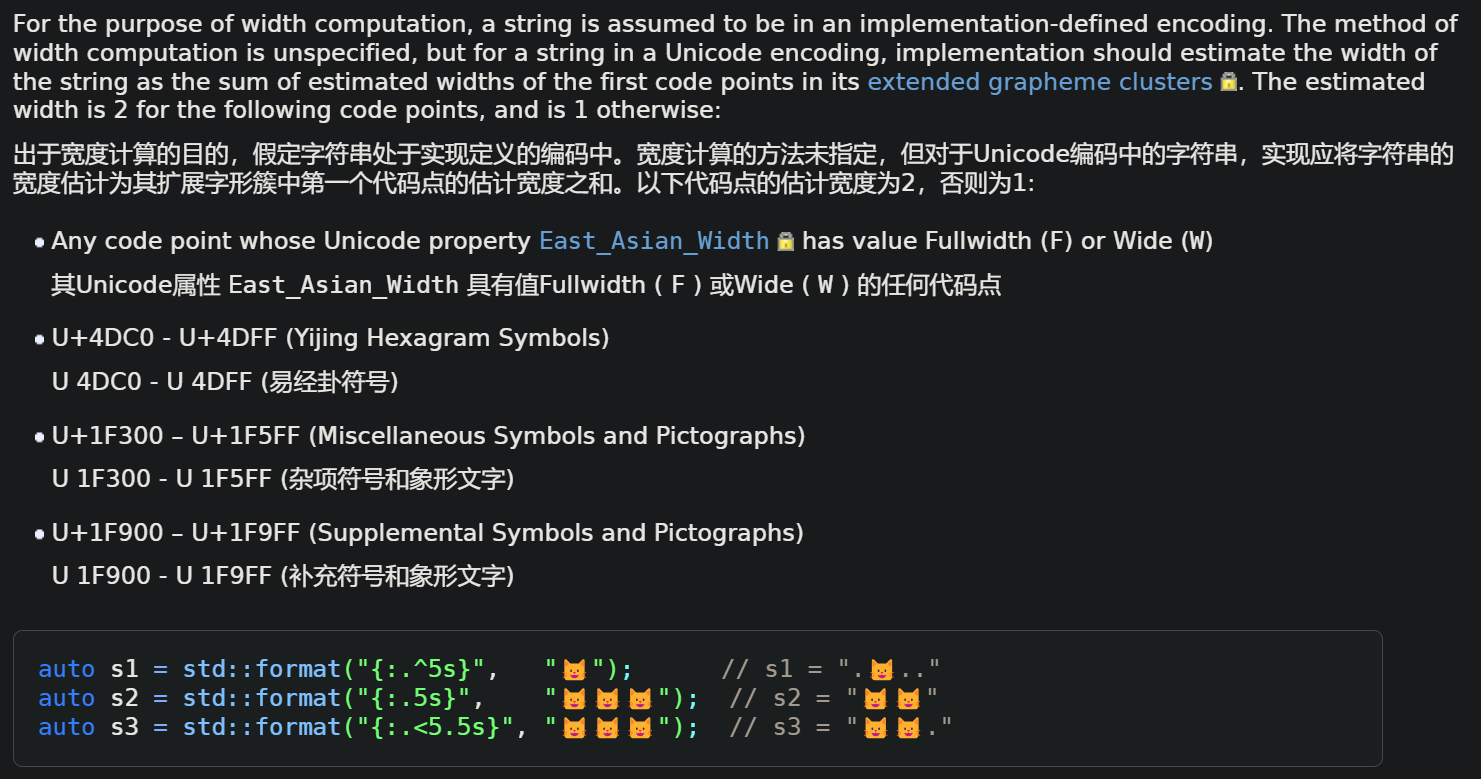 For the purpose of width computation, a string is assumed to be in an implementation-defined encoding. The method of
width computation is unspecified, but for a string in a Unicode encoding, implementation should estimate the width of
the string as the sum of estimated widths of the first code points in its extended grapheme clusters. The estimated
width is 2 for the following code points, and is 1 otherwise:
出于宽度计算的目的，假定字符串处于实现定义的编码中。宽度计算的方法未指定，但对于Unicode编码中的字符串，实现应将字符串的
宽度估计为其扩展字形簇中第一个代码点的估计宽度之和。以下代码点的估计宽度为2，否则为1:
Any code point whose Unicode property East_Asian_Width has value Fullwidth (F) or Wide (W)
其Unicode属性 East_Asian_Width 具有值Fullwidth ( F ) 或Wide ( W ) 的任何代码点
U+4DC0 - U+4DFF (Yijing Hexagram Symbols)
U 4DC0 - U 4DFF (易经卦符号)
U+1F300 – U+1F5FF (Miscellaneous Symbols and Pictographs)
U 1F300 - U 1F5FF (杂项符号和象形文字)
U+1F900 – U+1F9FF (Supplemental Symbols and Pictographs)
U 1F900 - U 1F9FF (补充符号和象形文字)
auto s1 = std::format("{:.^5s}",   "🐱");      // s1 = ".🐱.."
auto s2 = std::format("{:.5s}",    "🐱🐱🐱");  // s2 = "🐱🐱"
auto s3 = std::format("{:.<5.5s}", "🐱🐱🐱");  // s3 = "🐱🐱."